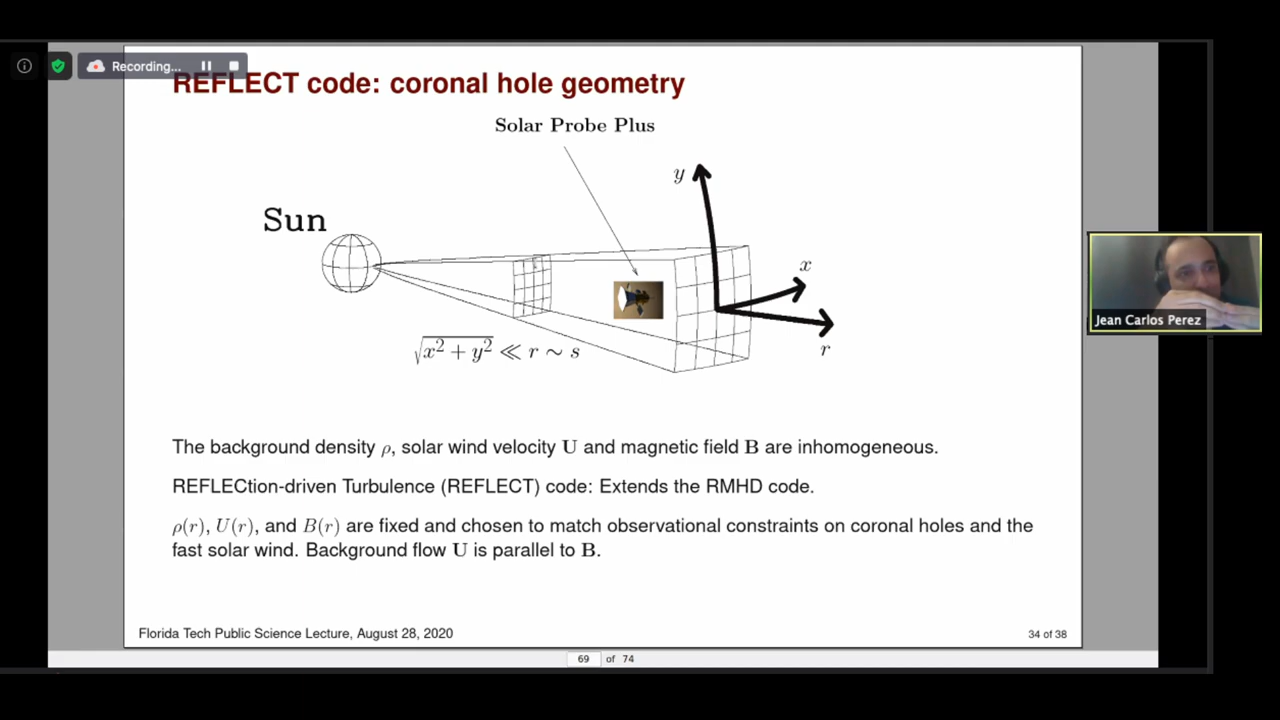 Recording...
REFLECT code: coronal hole geometry
Solar Probe Plus
y
Sun
x
Jean Carlos Perez
r
√x² + y² ≪ r ∼ s
The background density ρ, solar wind velocity U and magnetic field B are inhomogeneous.
REFLECtion-driven Turbulence (REFLECT) code: Extends the RMHD code.
ρ(r), U(r), and B(r) are fixed and chosen to match observational constraints on coronal holes and the
fast solar wind. Background flow U is parallel to B.
Florida Tech Public Science Lecture, August 28, 2020
34 of 38
69 of 74